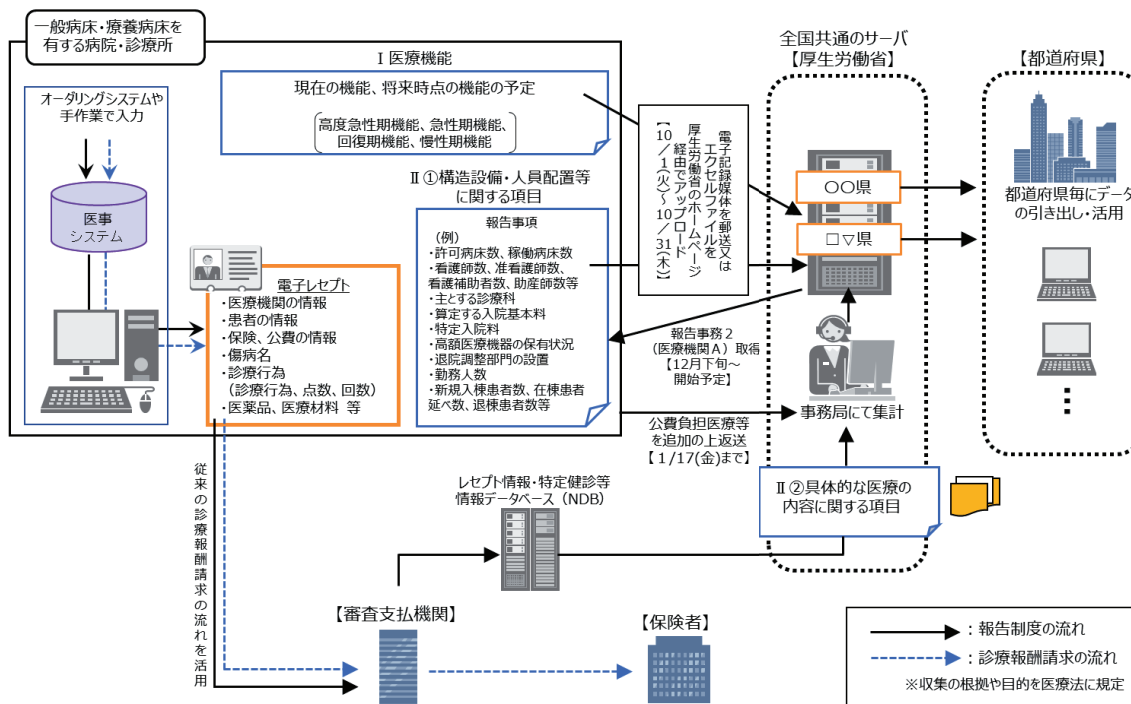 一般病床・療養病床を
有する病院・診療所
オーダリングシステムや
手作業で入力
医事
システム
Ⅰ医療機能
現在の機能、将来時点の機能の予定
高度急性期機能、急性期機能、
回復期機能、慢性期機能
Ⅱ①構造設備・人員配置等
に関する項目
報告事項
(例)
・許可病床数、稼働病床数
・看護師数、准看護師数、
看護補助者数、助産師数等
・主とする診療科
・算定する入院基本料
・特定入院料
・高額医療機器の保有状況
・退院調整部門の設置
・勤務人数
・新規入棟患者数、在棟患者
延べ数、退棟患者数等
電子レセプト
・医療機関の情報
・患者の情報
・保険、公費の情報
・傷病名
・診療行為
(診療行為、点数、回数)
・医薬品、医療材料 等
電子記録媒体を郵送又は
エクセルファイルを
厚生労働省のホームページ
経由でアップロード
【10/1(火)~10/31(木)】
全国共通のサーバ
【厚生労働省】
○○県
□▽県
報告事務2
(医療機関A)取得
【12月下旬~
開始予定】
事務局にて集計
公費負担医療等
を追加の上返送
【1/17(金)まで】
Ⅱ②具体的な医療の
内容に関する項目
【都道府県】
都道府県毎にデータ
の引き出し・活用
従来の診療報酬請求の流れを活用
レセプト情報・特定健診等
情報データベース(NDB)
【審査支払機関】
【保険者】
:報告制度の流れ
:診療報酬請求の流れ
※収集の根拠や目的を医療法に規定